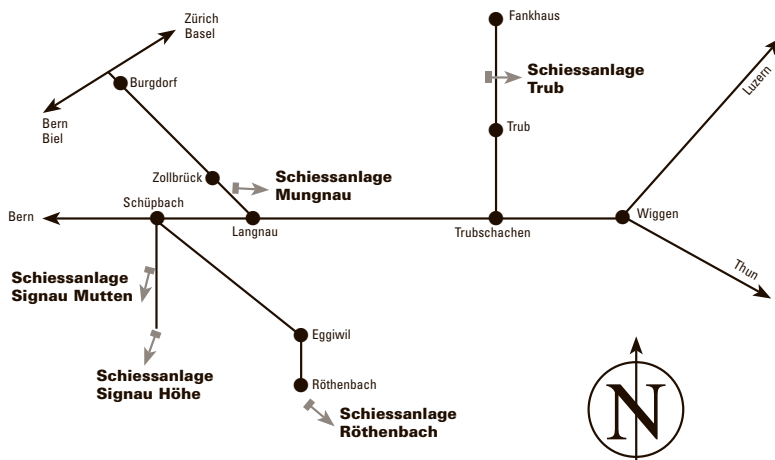 Zürich
Basel
Fankhaus
Schiessanlage
Trub
Luzern
Burgdorf
Bern
Biel
Trub
Zollbrück
Schiessanlage
Mungnau
Schüpbach
Bern
Langnau
Trubschachen
Wiggen
Thun
Schiessanlage
Signau Mutten
Eggiwil
Schiessanlage
Signau Höhe
Röthenbach
Schiessanlage
Röthenbach
N